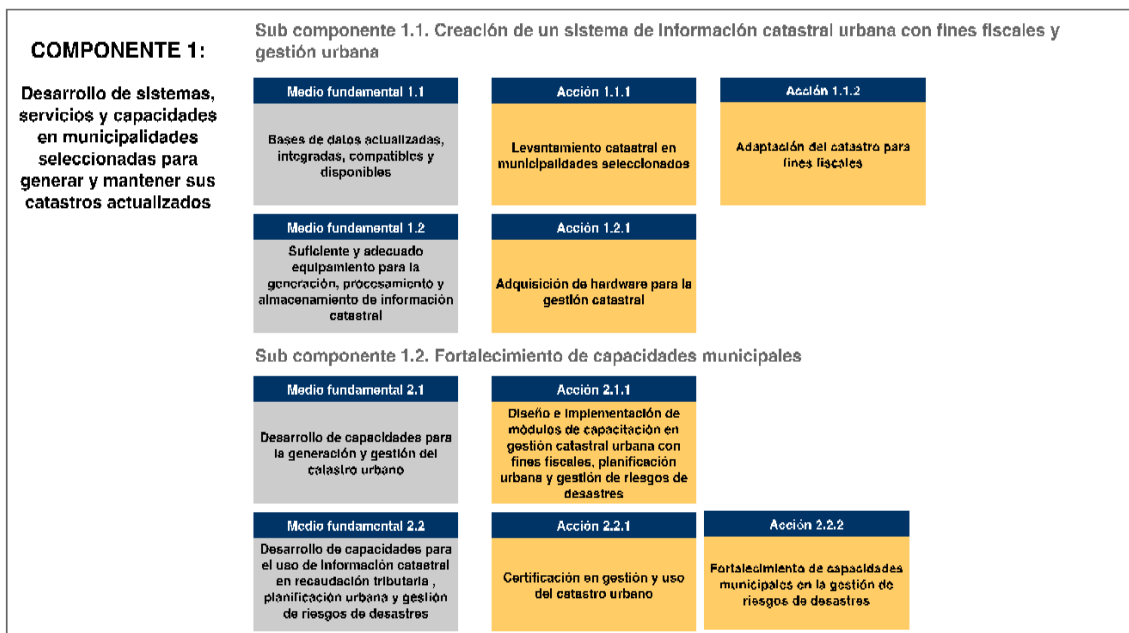 COMPONENTE 1:
Desarrollo de sistemas,
servicios y capacidades
en municipalidades
seleccionadas para
generar y mantener sus
catastros actualizados
Sub componente 1.1. Creación de un sistema de información catastral urbana con fines fiscales y
gestión urbana
Medio fundamental 1.1
Bases de datos actualizadas,
integradas, compatibles y
disponibles
Acción 1.1.1
Levantamiento catastral en
municipalidades seleccionados
Acción 1.1.2
Adaptación del catastro para
fines fiscales
Medio fundamental 1.2
Suficiente y adecuado
equipamiento para la
generación, procesamiento y
almacenamiento de información
catastral
Acción 1.2.1
Adquisición de hardware para la
gestión catastral
Sub componente 1.2. Fortalecimiento de capacidades municipales
Medio fundamental 2.1
Desarrollo de capacidades para
la generación y gestión del
catastro urbano
Acción 2.1.1
Diseño e implementación de
módulos de capacitación en
gestión catastral urbana con
fines fiscales, planificación
urbana y gestión de riesgos de
desastres
Medio fundamental 2.2
Desarrollo de capacidades para
el uso de información catastral
en recaudación tributaria ,
planificación urbana y gestión
de riesgos de desastres
Acción 2.2.1
Certificación en gestión y uso
del catastro urbano
Acción 2.2.2
Fortalecimiento de capacidades
municipales en la gestión de
riesgos de desastres